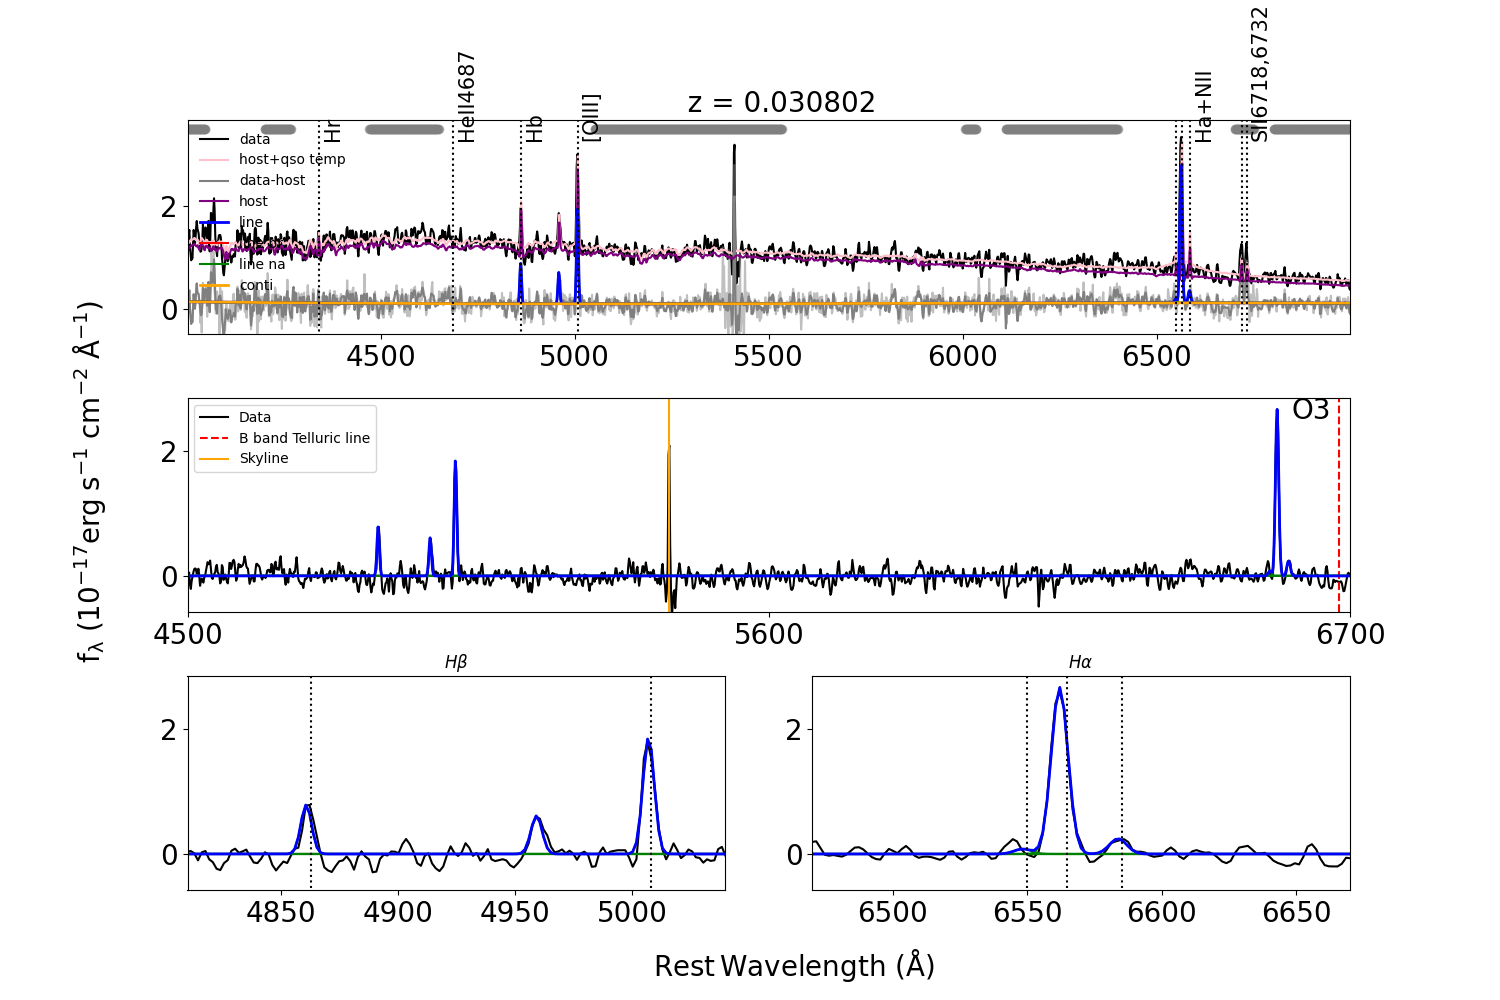 z = 0.030802
Hr
HeII4687
Hb
[OIII]
Ha+NII
SII6718,6732
data
host+qso temp
data-host
host
line
line na
conti
2
0
4500 5000 5500 6000 6500
Data
B band Telluric line
Skyline
O3
2
0
4500 5600 6700
fλ (10⁻¹⁷erg s⁻¹ cm⁻² Å⁻¹)
Hβ
2
0
4850 4900 4950 5000
Hα
2
0
6500 6550 6600 6650
Rest Wavelength (Å)